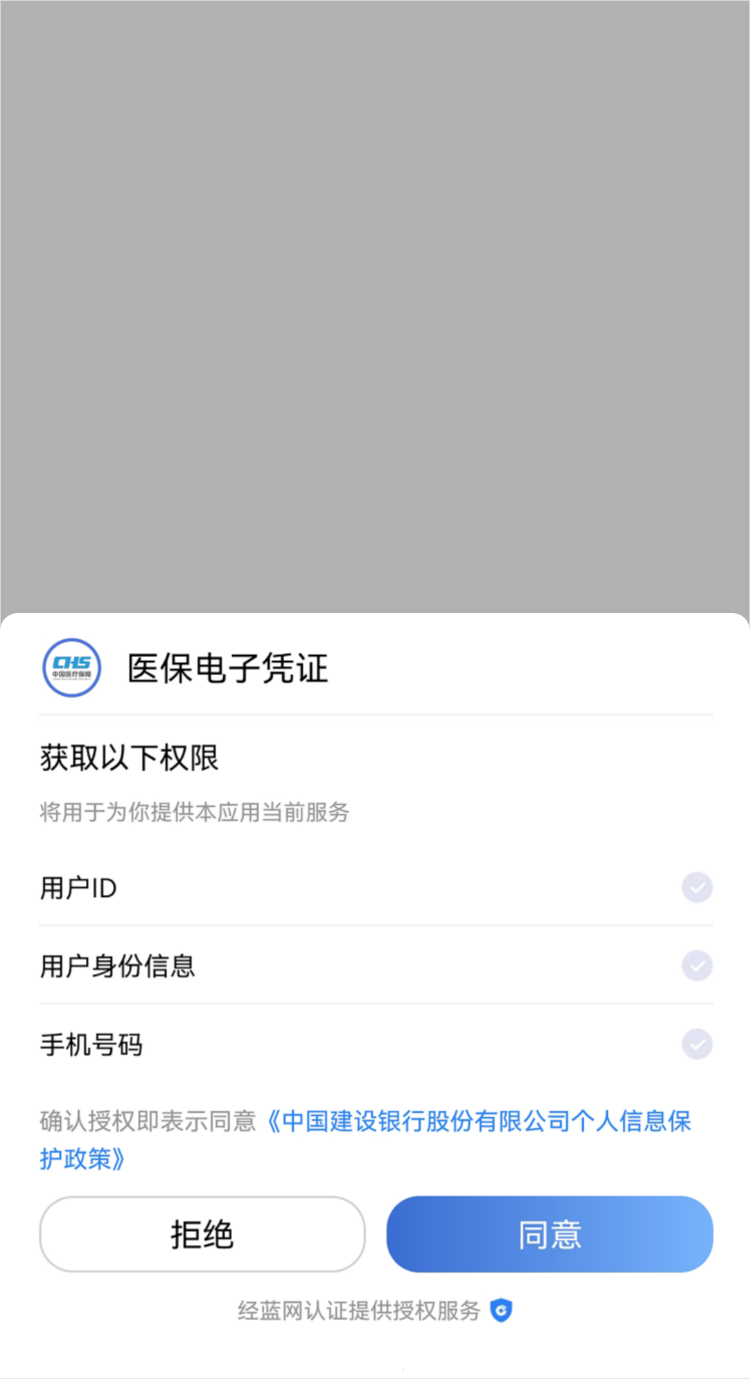 CHS
中国医疗保障
医保电子凭证
获取以下权限
将用于为你提供本应用当前服务
用户ID
用户身份信息
手机号码
确认授权即表示同意《中国建设银行股份有限公司个人信息保
护政策》
拒绝
同意
经蓝网认证提供授权服务